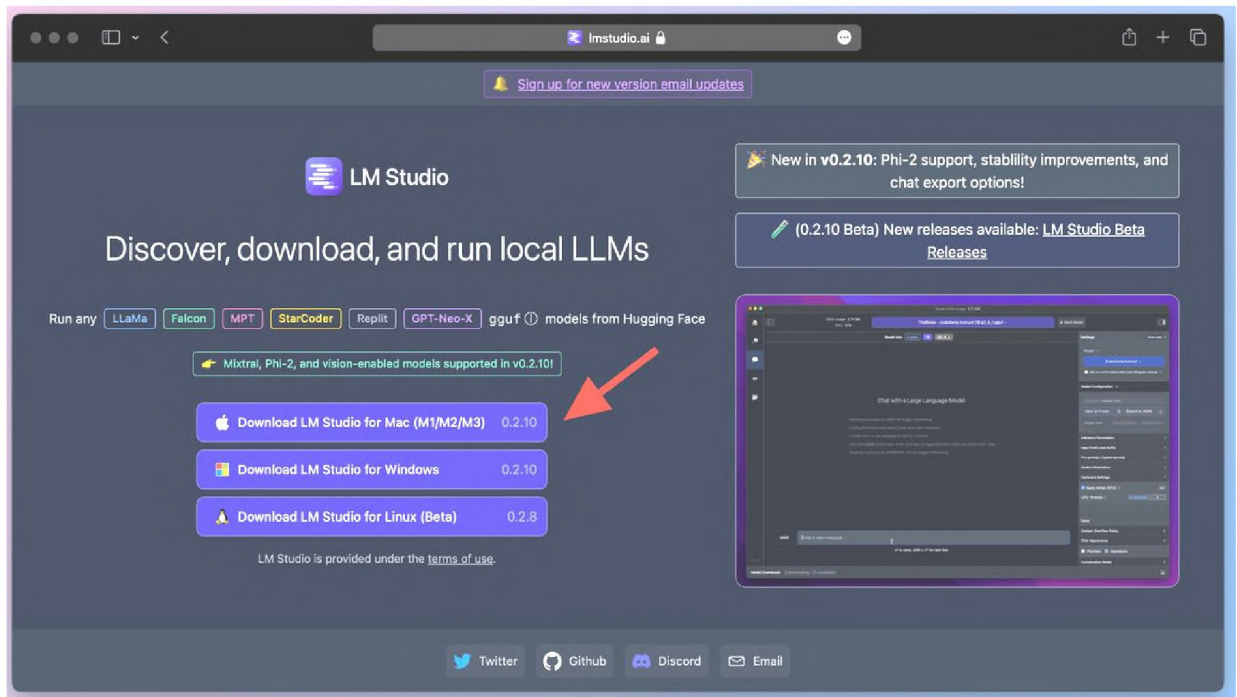 lmstudio.ai
Sign up for new version email updates
LM Studio
Discover, download, and run local LLMs
Run any LLaMa Falcon MPT StarCoder Replit GPT-Neo-X gguf ⓘ models from Hugging Face
👉 Mixtral, Phi-2, and vision-enabled models supported in v0.2.10!
Download LM Studio for Mac (M1/M2/M3) 0.2.10
Download LM Studio for Windows 0.2.10
Download LM Studio for Linux (Beta) 0.2.8
LM Studio is provided under the terms of use.
🎉 New in v0.2.10: Phi-2 support, stablility improvements, and
chat export options!
🧪 (0.2.10 Beta) New releases available: LM Studio Beta
Releases
Chat with a Large Language Model
Twitter Github Discord Email